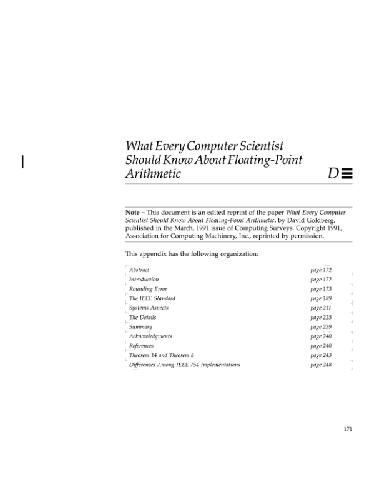 What Every Computer Scientist
Should Know About Floating-Point
Arithmetic D
Note – This document is an edited reprint of the paper What Every Computer
Scientist Should Know About Floating-Point Arithmetic, by David Goldberg,
published in the March, 1991 issue of Computing Surveys. Copyright 1991,
Association for Computing Machinery, Inc., reprinted by permission.
This appendix has the following organization:
Abstract page 172
Introduction page 172
Rounding Error page 173
The IEEE Standard page 189
Systems Aspects page 211
The Details page 225
Summary page 239
Acknowledgments page 240
References page 240
Theorem 14 and Theorem 8 page 243
Differences Among IEEE 754 Implementations page 248
171